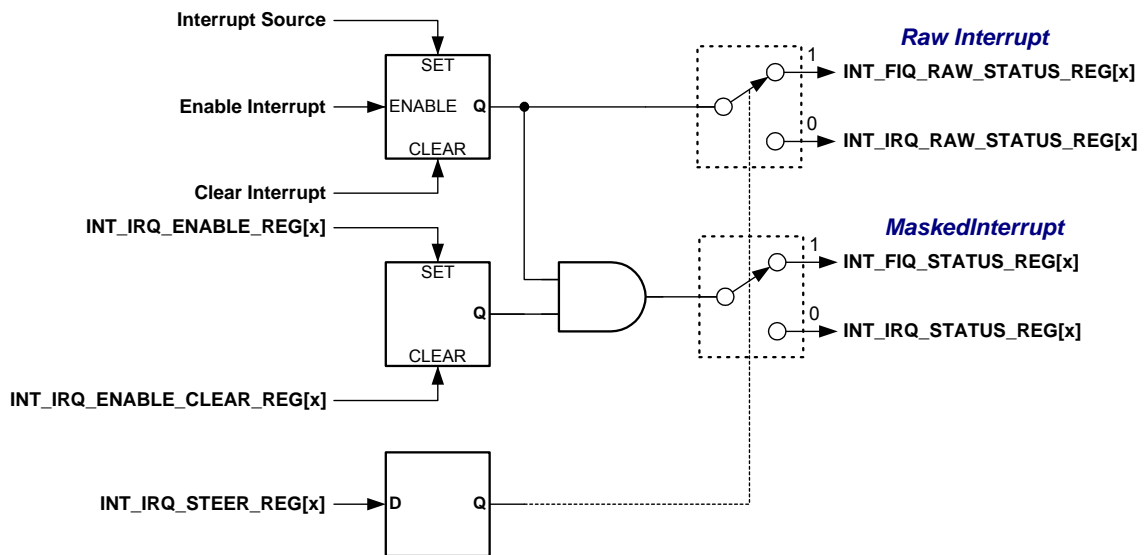 Interrupt Source
Raw Interrupt
1
SET
INT_FIQ_RAW_STATUS_REG[x]
Enable Interrupt
ENABLE
Q
0
INT_IRQ_RAW_STATUS_REG[x]
CLEAR
Clear Interrupt
INT_IRQ_ENABLE_REG[x]
MaskedInterrupt
1
INT_FIQ_STATUS_REG[x]
SET
Q
0
INT_IRQ_STATUS_REG[x]
CLEAR
INT_IRQ_ENABLE_CLEAR_REG[x]
INT_IRQ_STEER_REG[x]
D
Q